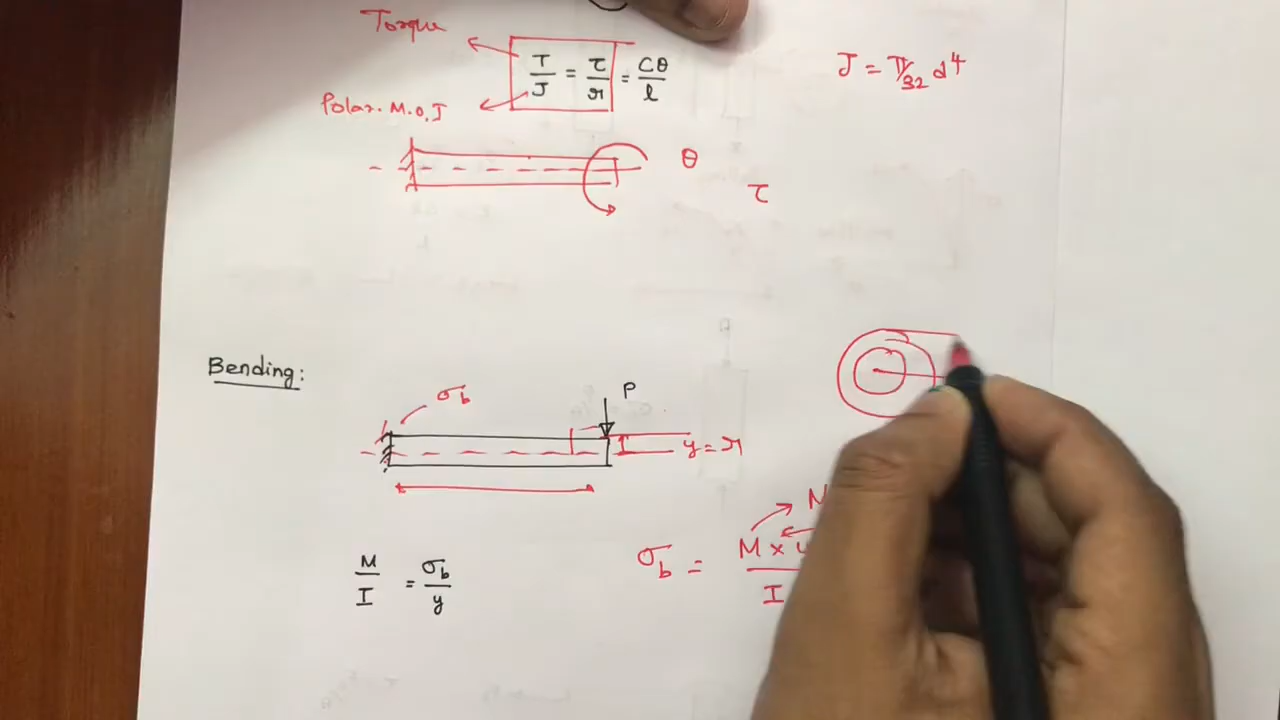 Torque
T/J = τ/r = Cθ/l
J = π/32 d⁴
Polar. M.O.I
θ
τ
Bending:
σb
P
y = r
M
σb = M ×
I
M/I = σb/y